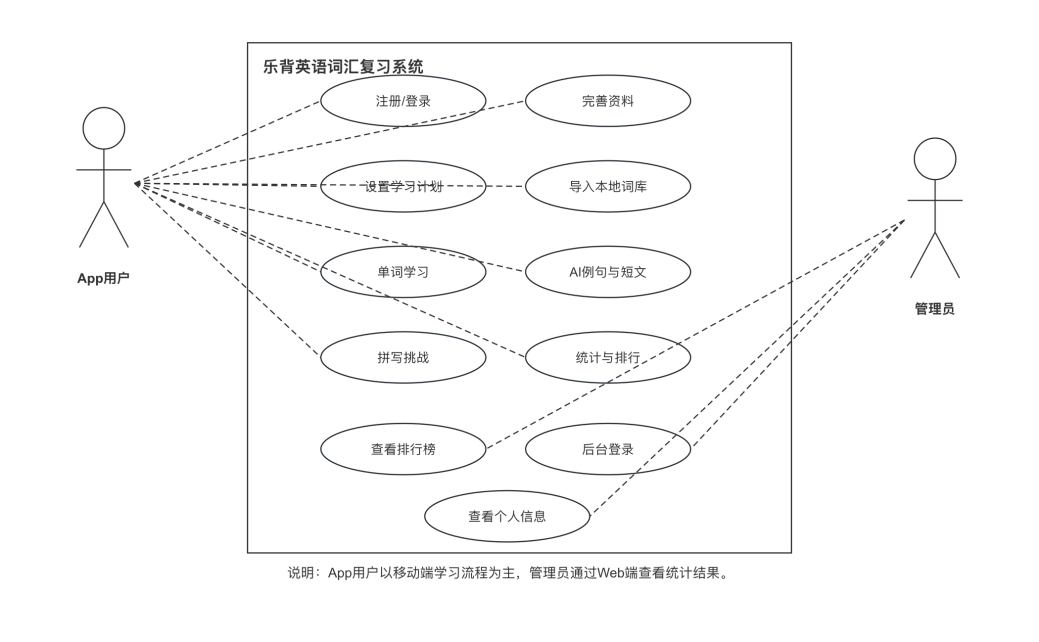 乐背英语词汇复习系统
注册/登录
完善资料
设置学习计划
导入本地词库
App用户
单词学习
AI例句与短文
管理员
拼写挑战
统计与排行
查看排行榜
后台登录
查看个人信息
说明：App用户以移动端学习流程为主，管理员通过Web端查看统计结果。